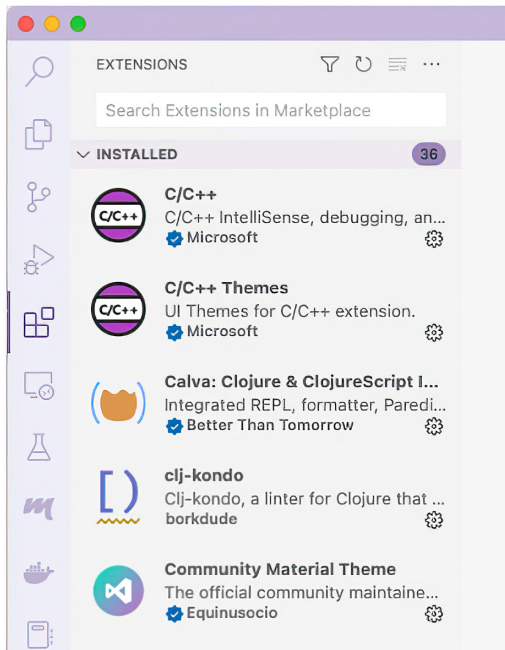 EXTENSIONS
Search Extensions in Marketplace
INSTALLED 36
C/C++
C/C++
C/C++ IntelliSense, debugging, an...
Microsoft
C/C++ Themes
C/C++
UI Themes for C/C++ extension.
Microsoft
Calva: Clojure & ClojureScript I...
Integrated REPL, formatter, Paredi...
Better Than Tomorrow
clj-kondo
Clj-kondo, a linter for Clojure that ...
borkdude
Community Material Theme
The official community maintaine...
Equinusocio